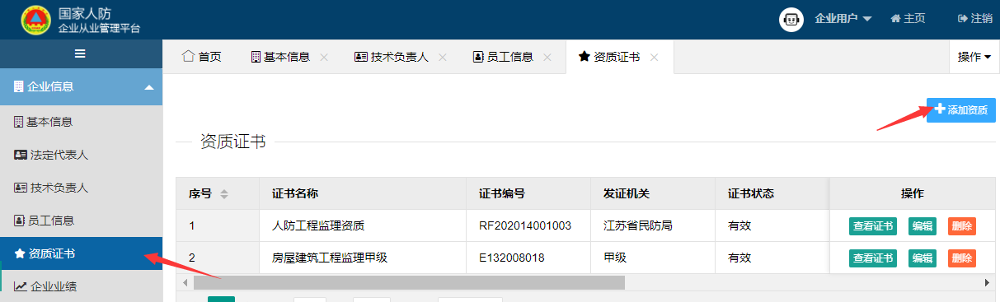 国家人防
企业从业管理平台
企业用户
主页
注销
首页
基本信息
技术负责人
员工信息
资质证书
操作
企业信息
基本信息
法定代表人
技术负责人
员工信息
资质证书
企业业绩
添加资质
资质证书
序号 证书名称 证书编号 发证机关 证书状态 操作
1 人防工程监理资质 RF202014001003 江苏省民防局 有效 查看证书 编辑 删除
2 房屋建筑工程监理甲级 E132008018 甲级 有效 查看证书 编辑 删除